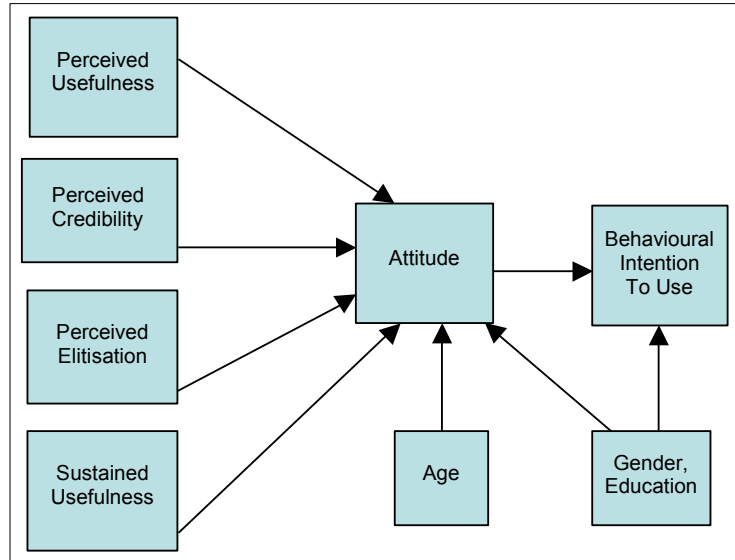 Perceived
Usefulness
Perceived
Credibility
Perceived
Elitisation
Sustained
Usefulness
Attitude
Age
Behavioural
Intention
To Use
Gender,
Education